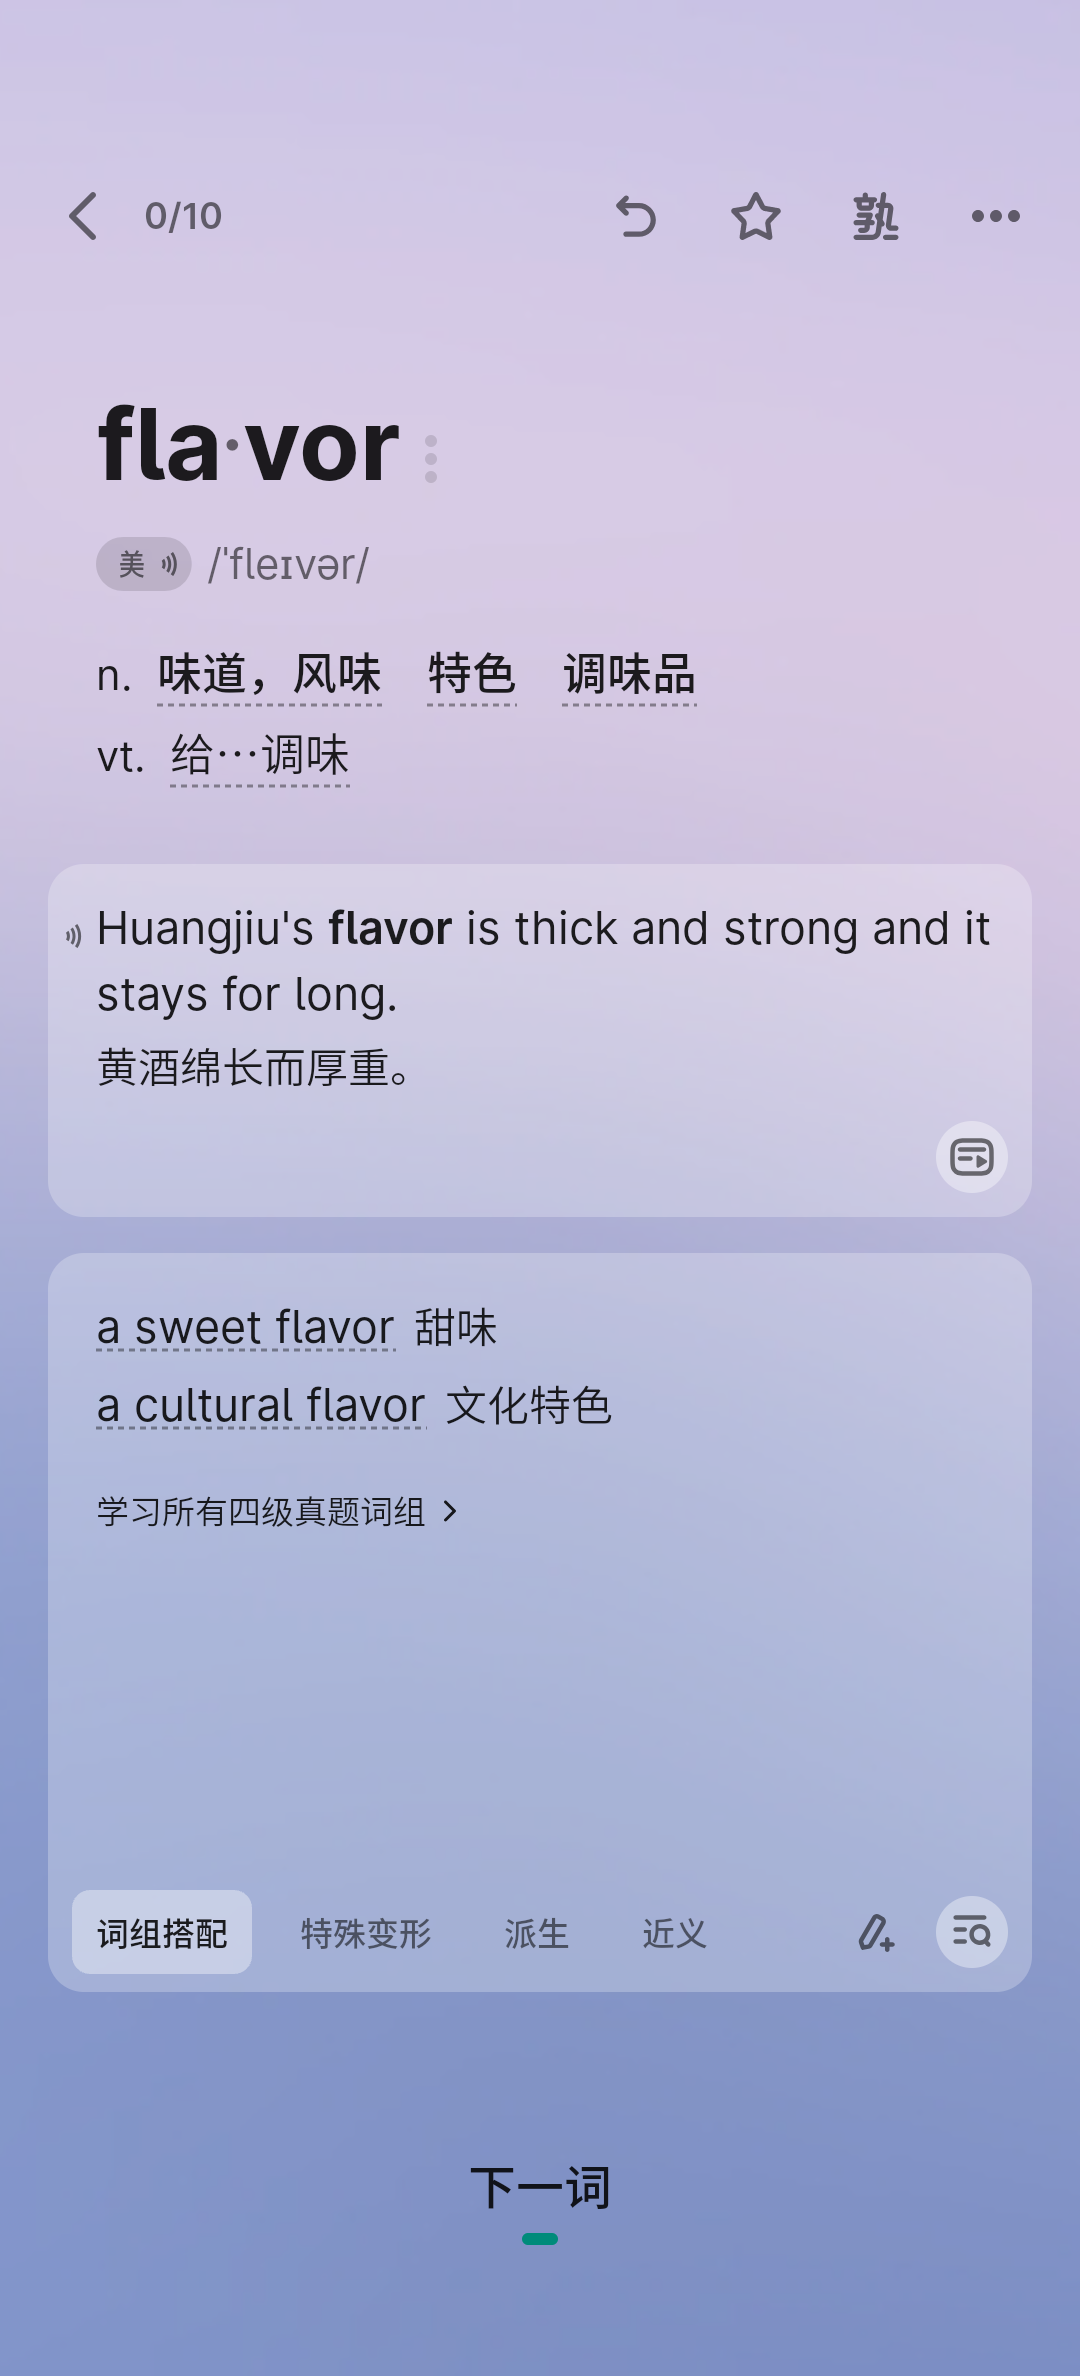 0/10
fla·vor
美 /ˈfleɪvər/
n. 味道，风味 特色 调味品
vt. 给…调味
Huangjiu's flavor is thick and strong and it
stays for long.
黄酒绵长而厚重。
a sweet flavor 甜味
a cultural flavor 文化特色
学习所有四级真题词组
词组搭配 特殊变形 派生 近义
下一词